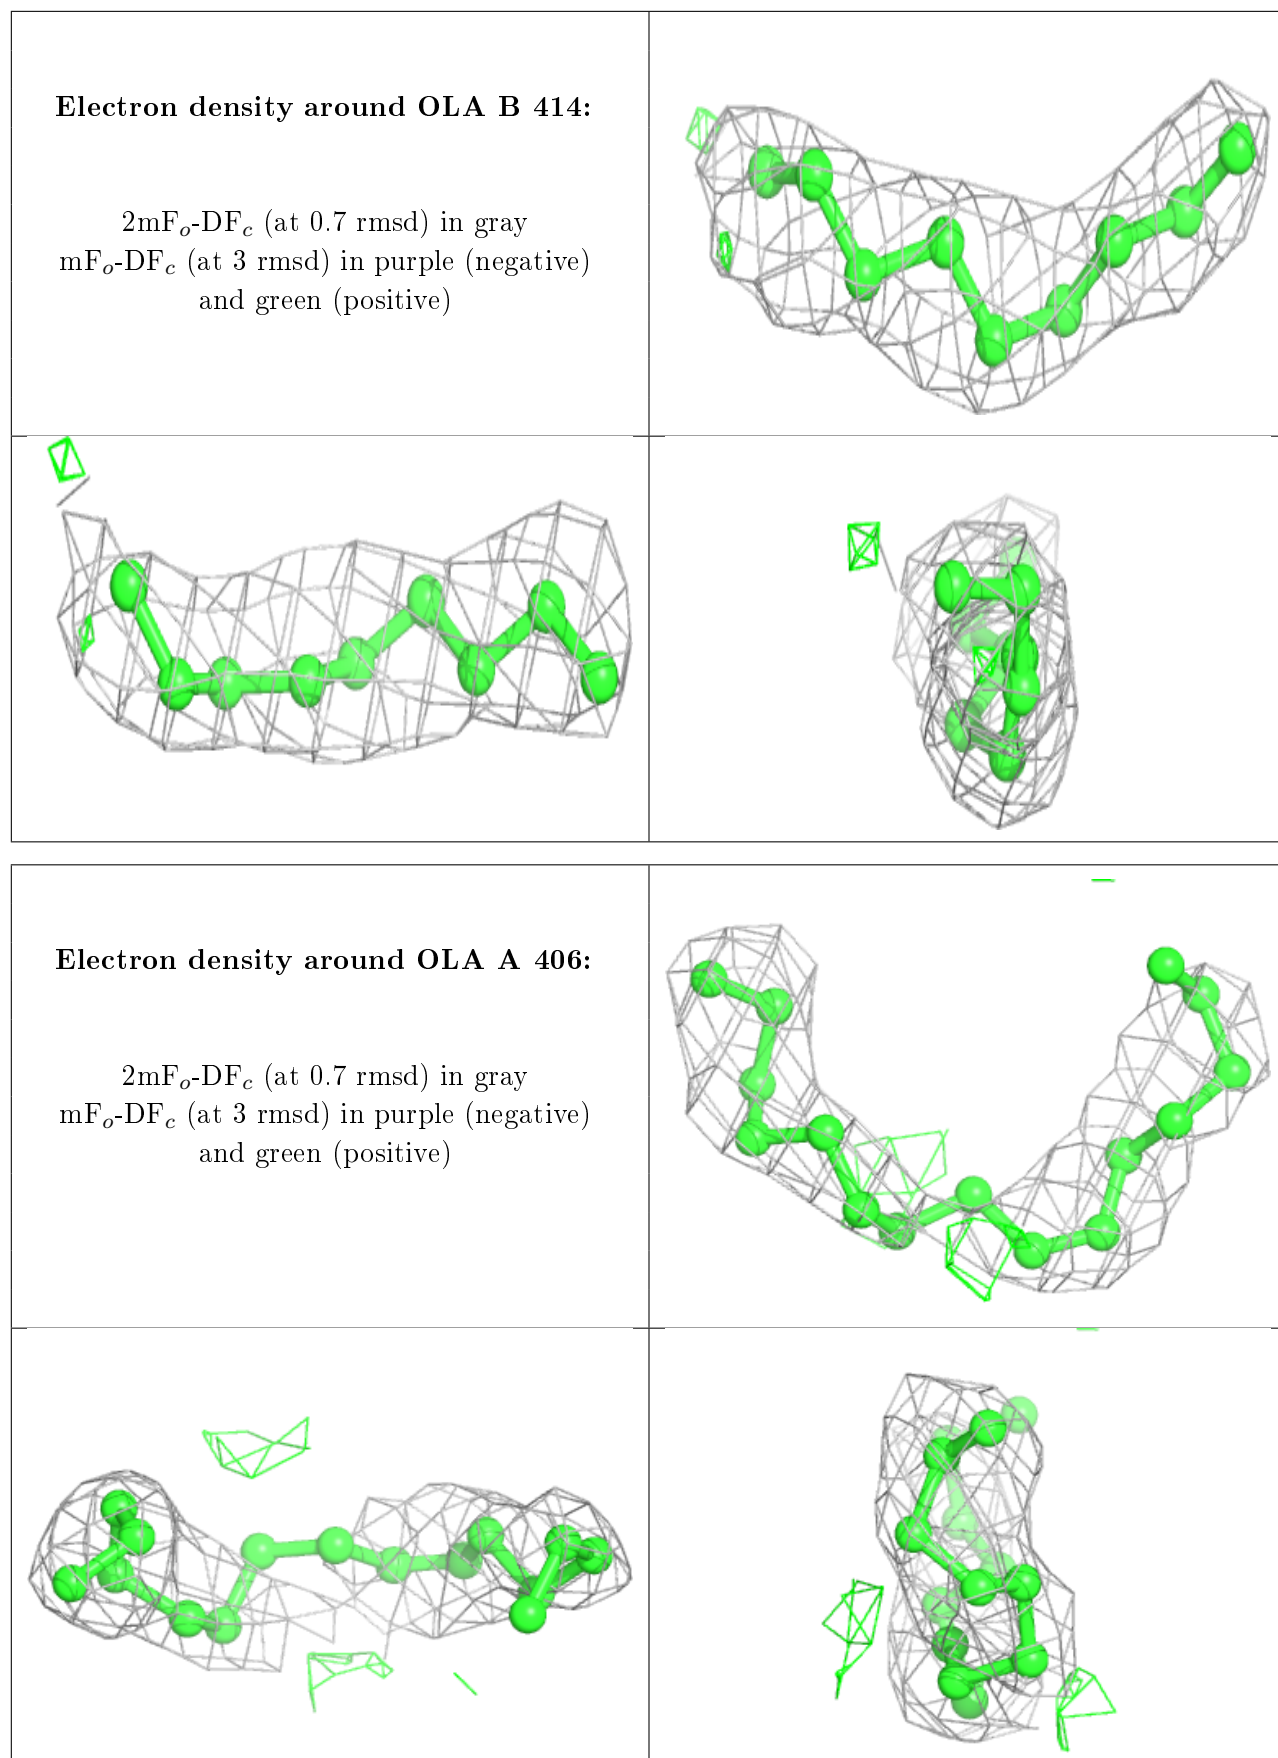 Electron density around OLA B 414:
2mFo-DFc (at 0.7 rmsd) in gray
mFo-DFc (at 3 rmsd) in purple (negative)
and green (positive)
Electron density around OLA A 406:
2mFo-DFc (at 0.7 rmsd) in gray
mFo-DFc (at 3 rmsd) in purple (negative)
and green (positive)